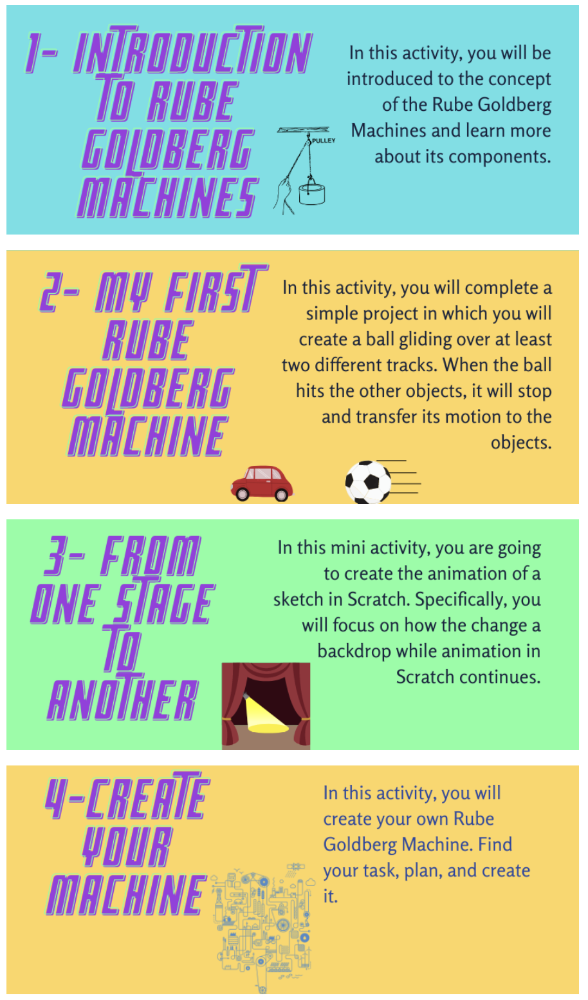 1- INTRODUCTION
TO RUBE
GOLDBERG
MACHINES
PULLEY
In this activity, you will be
introduced to the concept
of the Rube Goldberg
Machines and learn more
about its components.
2- MY FIRST
RUBE
GOLDBERG
MACHINE
In this activity, you will complete a
simple project in which you will
create a ball gliding over at least
two different tracks. When the ball
hits the other objects, it will stop
and transfer its motion to the
objects.
3- FROM
ONE STAGE
TO
ANOTHER
In this mini activity, you are going
to create the animation of a
sketch in Scratch. Specifically, you
will focus on how the change a
backdrop while animation in
Scratch continues.
4-CREATE
YOUR
MACHINE
In this activity, you will
create your own Rube
Goldberg Machine. Find
your task, plan, and create
it.